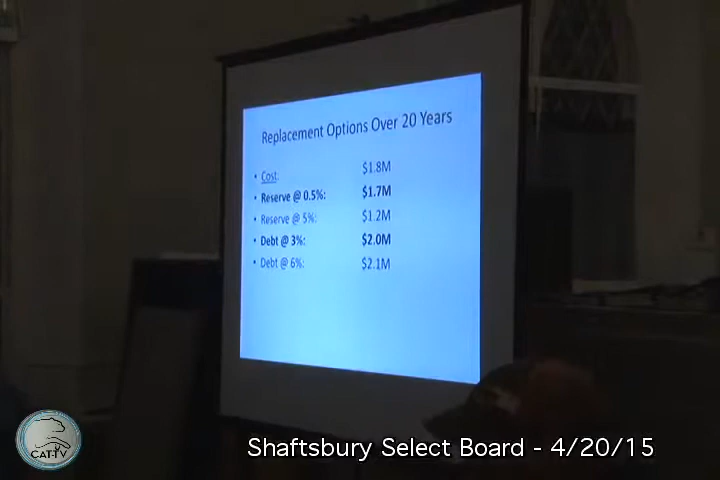 Replacement Options Over 20 Years
• Cost: $1.8M
• Reserve @ 0.5%: $1.7M
• Reserve @ 5%: $1.2M
• Debt @ 3%: $2.0M
• Debt @ 6%: $2.1M
CAT-TV
Shaftsbury Select Board - 4/20/15